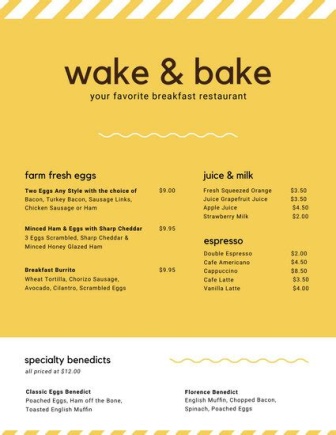 wake & bake
your favorite breakfast restaurant
farm fresh eggs
Two Eggs Any Style with the choice of $9.00
Bacon, Turkey Bacon, Sausage Links,
Chicken Sausage or Ham
Minced Ham & Eggs with Sharp Cheddar $9.95
3 Eggs Scrambled, Sharp Cheddar &
Minced Honey Glazed Ham
Breakfast Burrito $9.95
Wheat Tortilla, Chorizo Sausage,
Avocado, Cilantro, Scrambled Eggs
juice & milk
Fresh Squeezed Orange $3.50
Juice Grapefruit Juice $3.50
Apple Juice $4.50
Strawberry Milk $2.00
espresso
Double Espresso $2.00
Cafe Americano $4.50
Cappuccino $8.50
Cafe Latte $3.50
Vanilla Latte $4.00
specialty benedicts
all priced at $12.00
Classic Eggs Benedict
Poached Eggs, Ham off the Bone,
Toasted English Muffin
Florence Benedict
English Muffin, Chopped Bacon,
Spinach, Poached Eggs